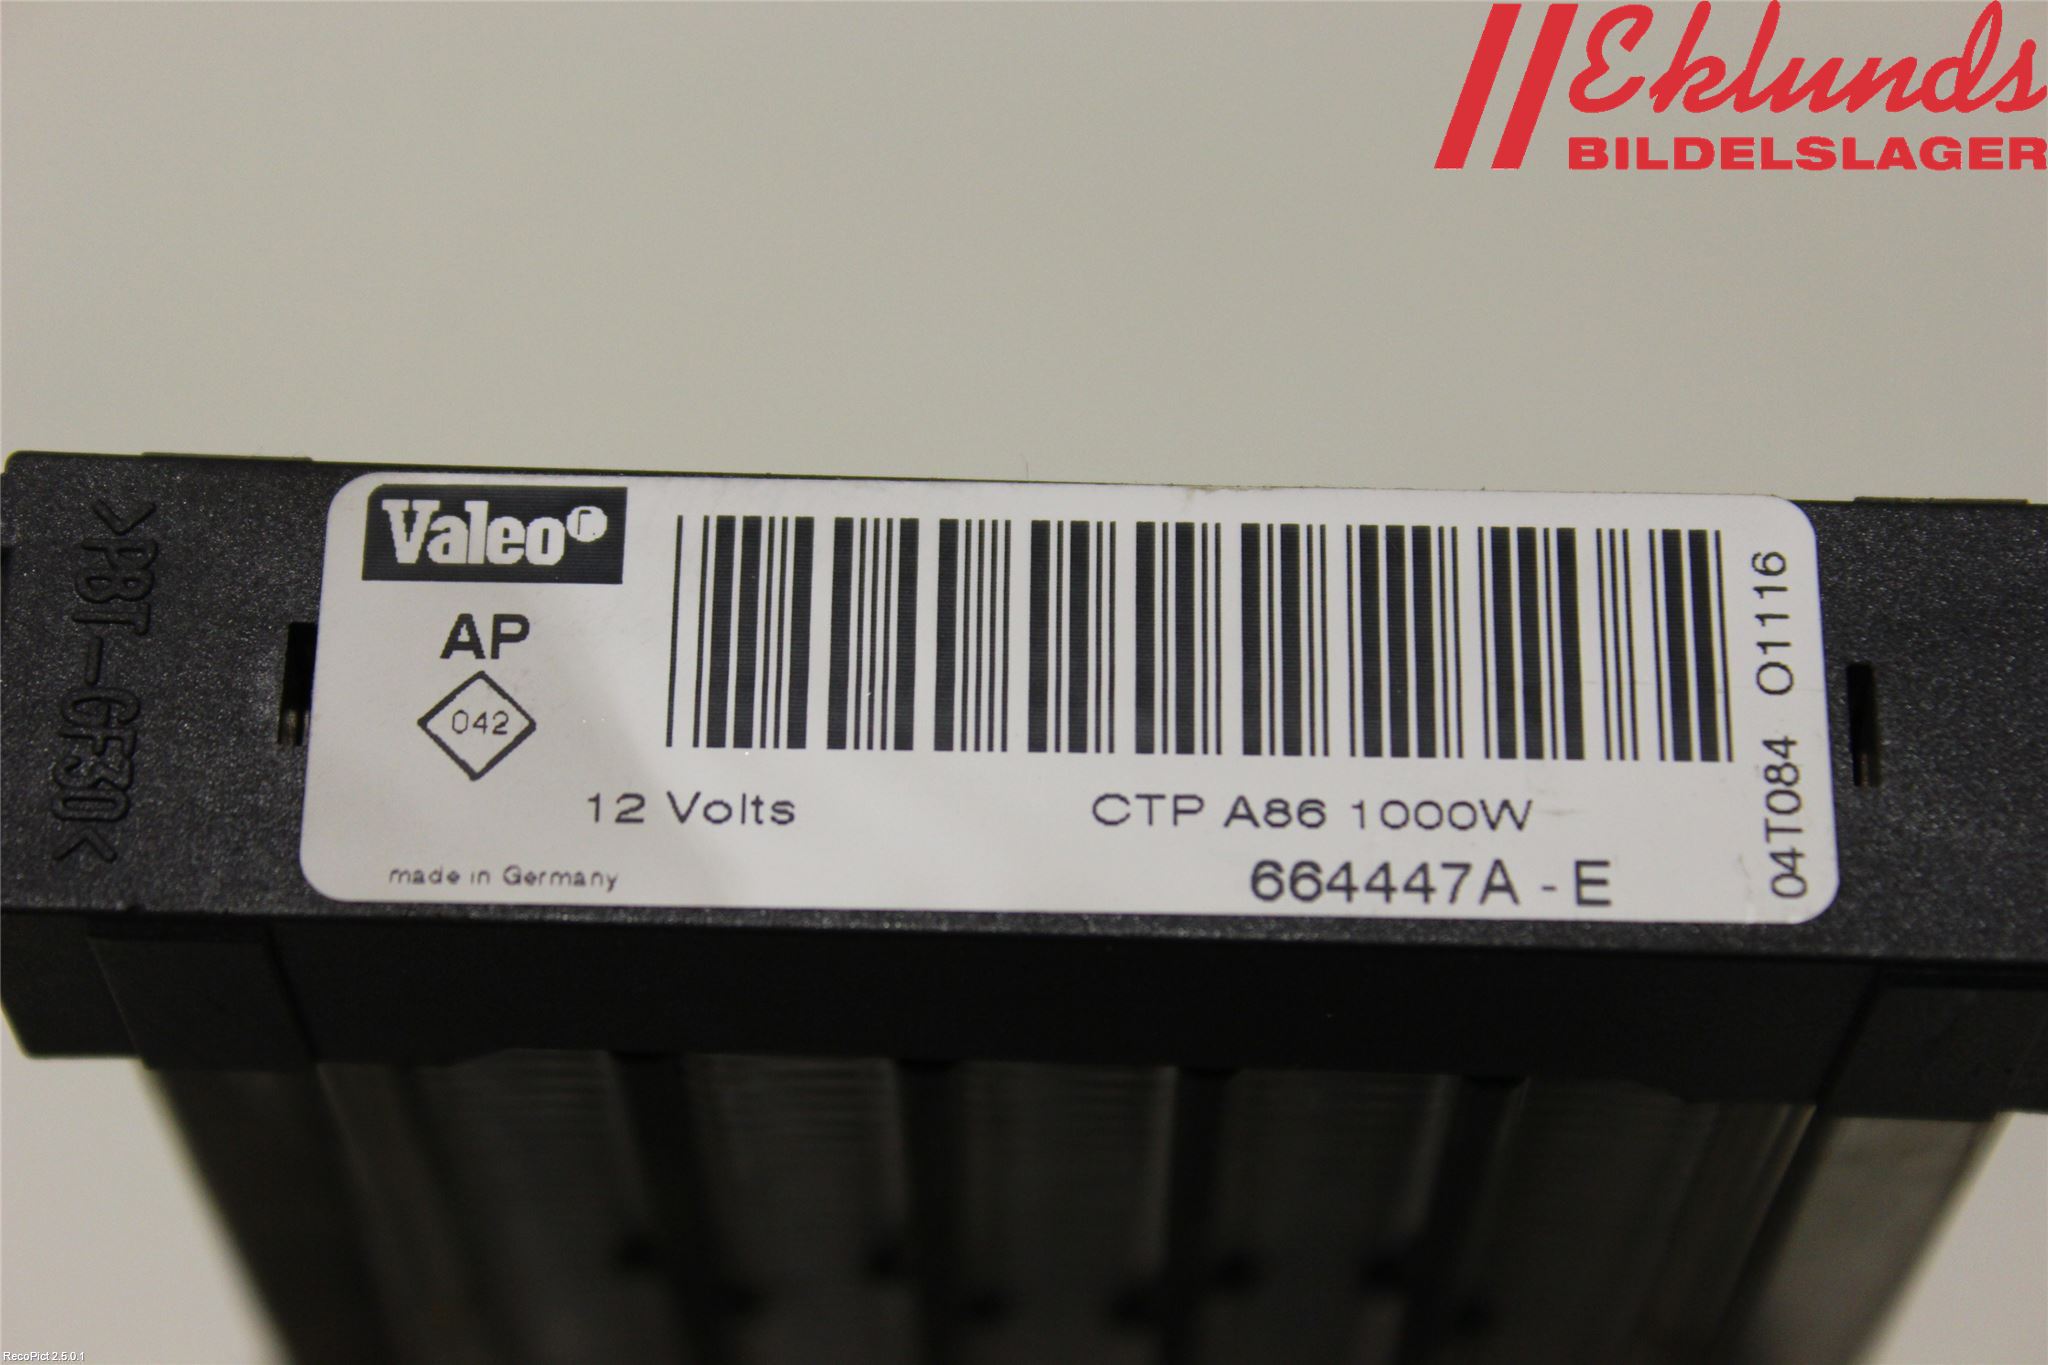 Eklunds
BILDELSLAGER
>PBT-GF30<
Valeo
AP
042
12 Volts
CTP A86 1000W
664447A - E
made in Germany
04T084 01116
RecoPict 2.5.0.1